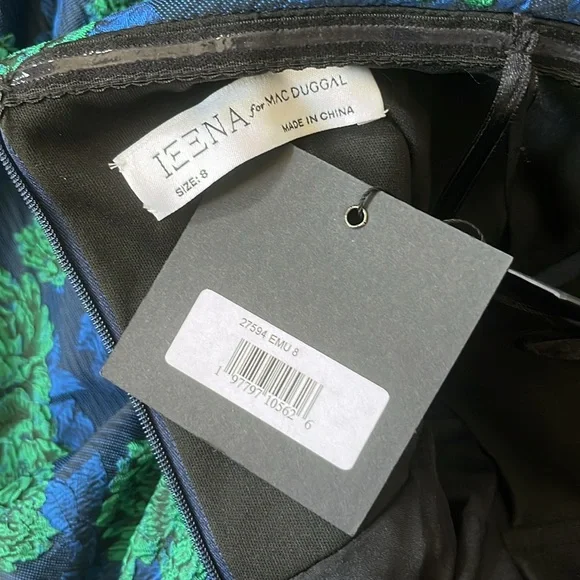 IEENA for MAC DUGGAL
MADE IN CHINA
SIZE: 8
27594 EMU 8
1 97797 10562 6